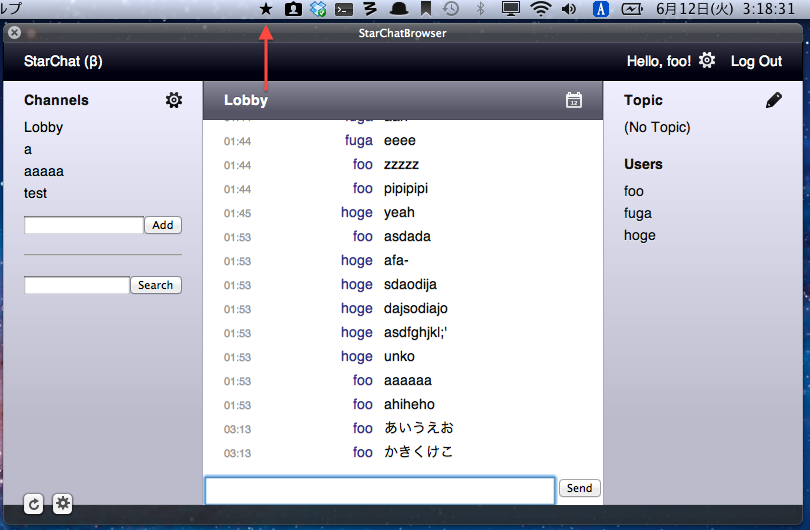 ルプ
A
6月12日(火) 3:18:31
StarChatBrowser
StarChat (β)
Hello, foo!
Log Out
Channels
Lobby
a
aaaaa
test
Add
Search
Lobby
12
01:44 fuga eeee
01:44 foo zzzzz
01:44 foo pipipipi
01:45 hoge yeah
01:53 foo asdada
01:53 hoge afa-
01:53 hoge sdaodija
01:53 hoge dajsodiajo
01:53 hoge asdfghjkl;'
01:53 hoge unko
01:53 foo aaaaaa
01:53 foo ahiheho
03:13 foo あいうえお
03:13 foo かきくけこ
Send
Topic
(No Topic)
Users
foo
fuga
hoge